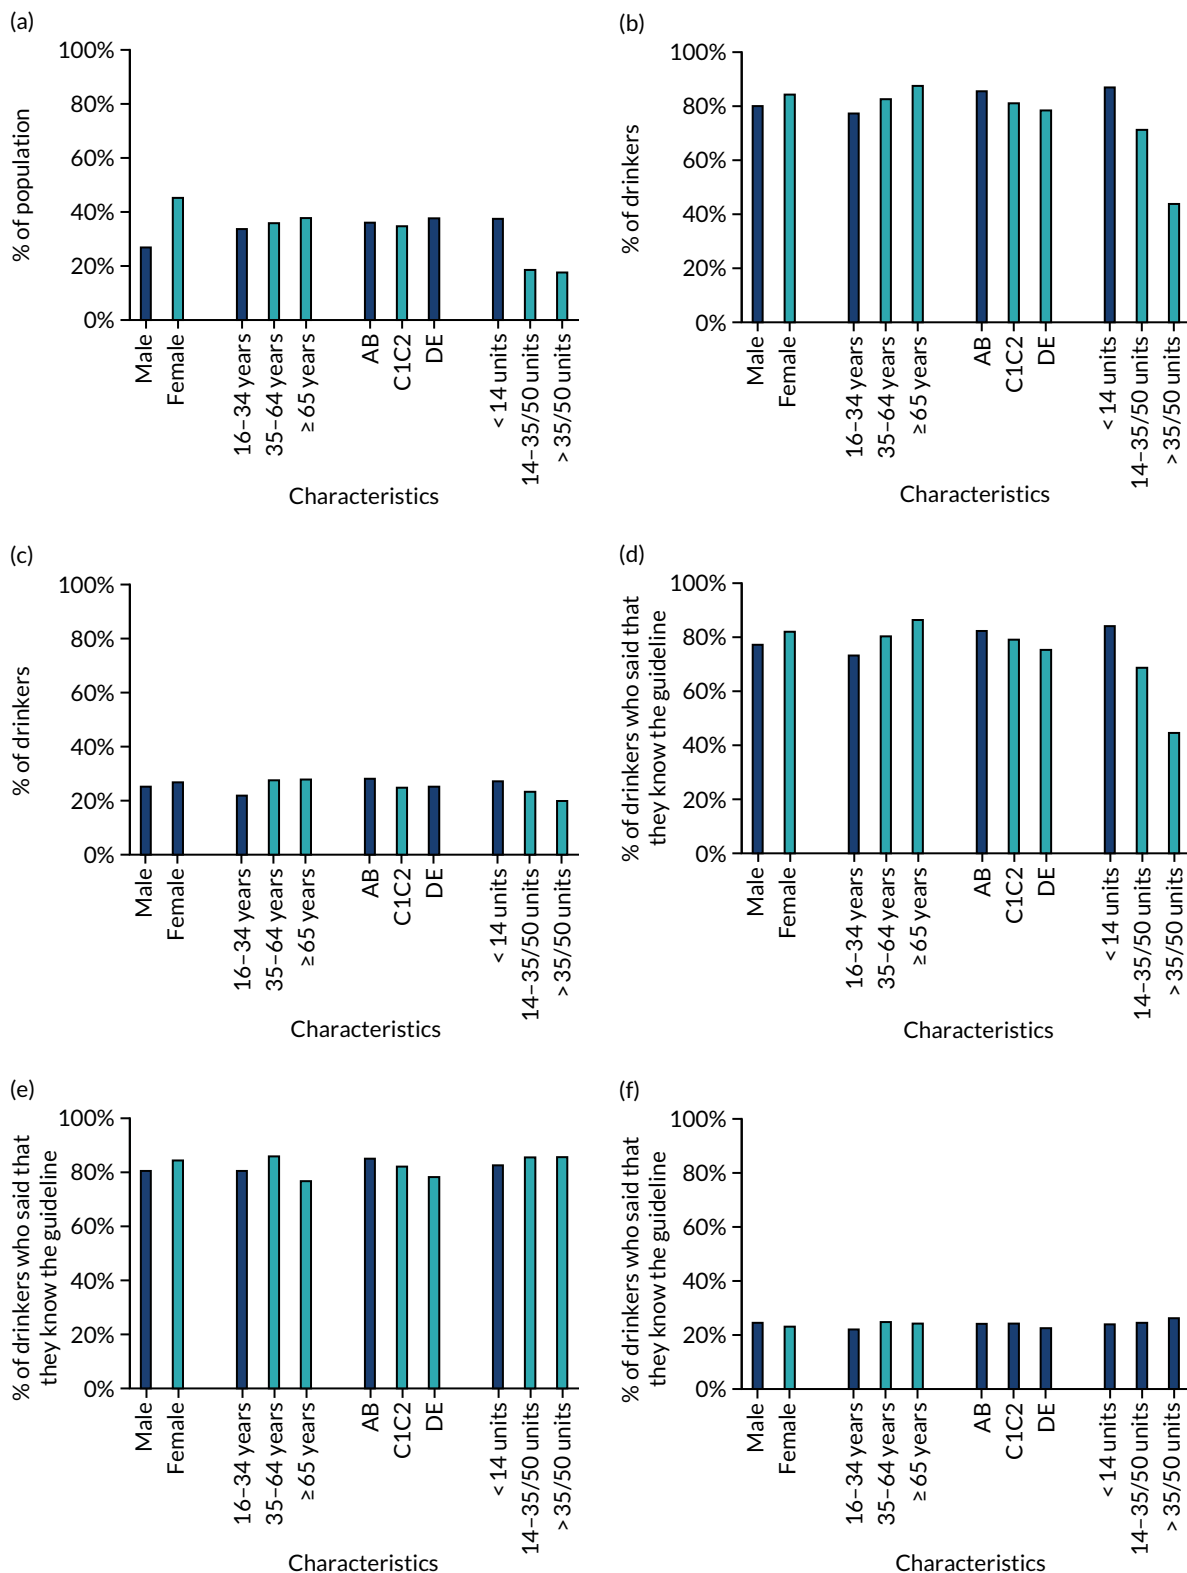 (a)
100%
80%
60%
40%
20%
0%
% of population
Male
Female
16–34 years
35–64 years
≥ 65 years
AB
C1C2
DE
< 14 units
14–35/50 units
> 35/50 units
Characteristics
(b)
100%
80%
60%
40%
20%
0%
% of drinkers
Male
Female
16–34 years
35–64 years
≥ 65 years
AB
C1C2
DE
< 14 units
14–35/50 units
> 35/50 units
Characteristics
(c)
100%
80%
60%
40%
20%
0%
% of drinkers
Male
Female
16–34 years
35–64 years
≥ 65 years
AB
C1C2
DE
< 14 units
14–35/50 units
> 35/50 units
Characteristics
(d)
100%
80%
60%
40%
20%
0%
% of drinkers who said that
they know the guideline
Male
Female
16–34 years
35–64 years
≥ 65 years
AB
C1C2
DE
< 14 units
14–35/50 units
> 35/50 units
Characteristics
(e)
100%
80%
60%
40%
20%
0%
% of drinkers who said that
they know the guideline
Male
Female
16–34 years
35–64 years
≥ 65 years
AB
C1C2
DE
< 14 units
14–35/50 units
> 35/50 units
Characteristics
(f)
100%
80%
60%
40%
20%
0%
% of drinkers who said that
they know the guideline
Male
Female
16–34 years
35–64 years
≥ 65 years
AB
C1C2
DE
< 14 units
14–35/50 units
> 35/50 units
Characteristics